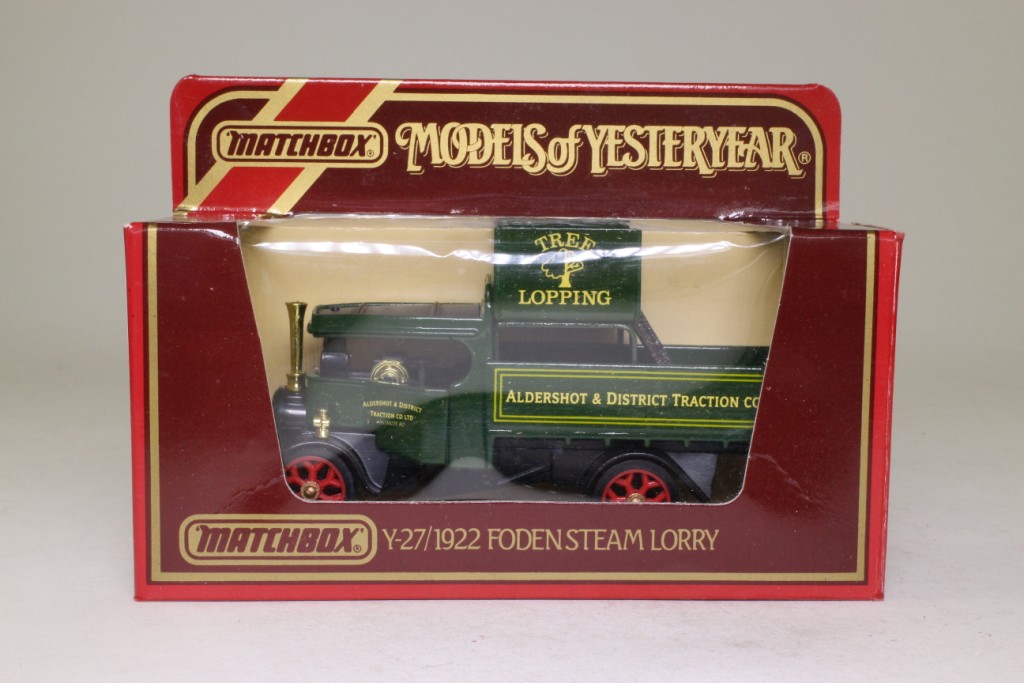 MATCHBOX
MODELS of YESTERYEAR®
TREE
LOPPING
ALDERSHOT & DISTRICT
TRACTION CO LTD
ALDERSHOT & DISTRICT TRACTION CO
MATCHBOX
Y-27/1922 FODEN STEAM LORRY